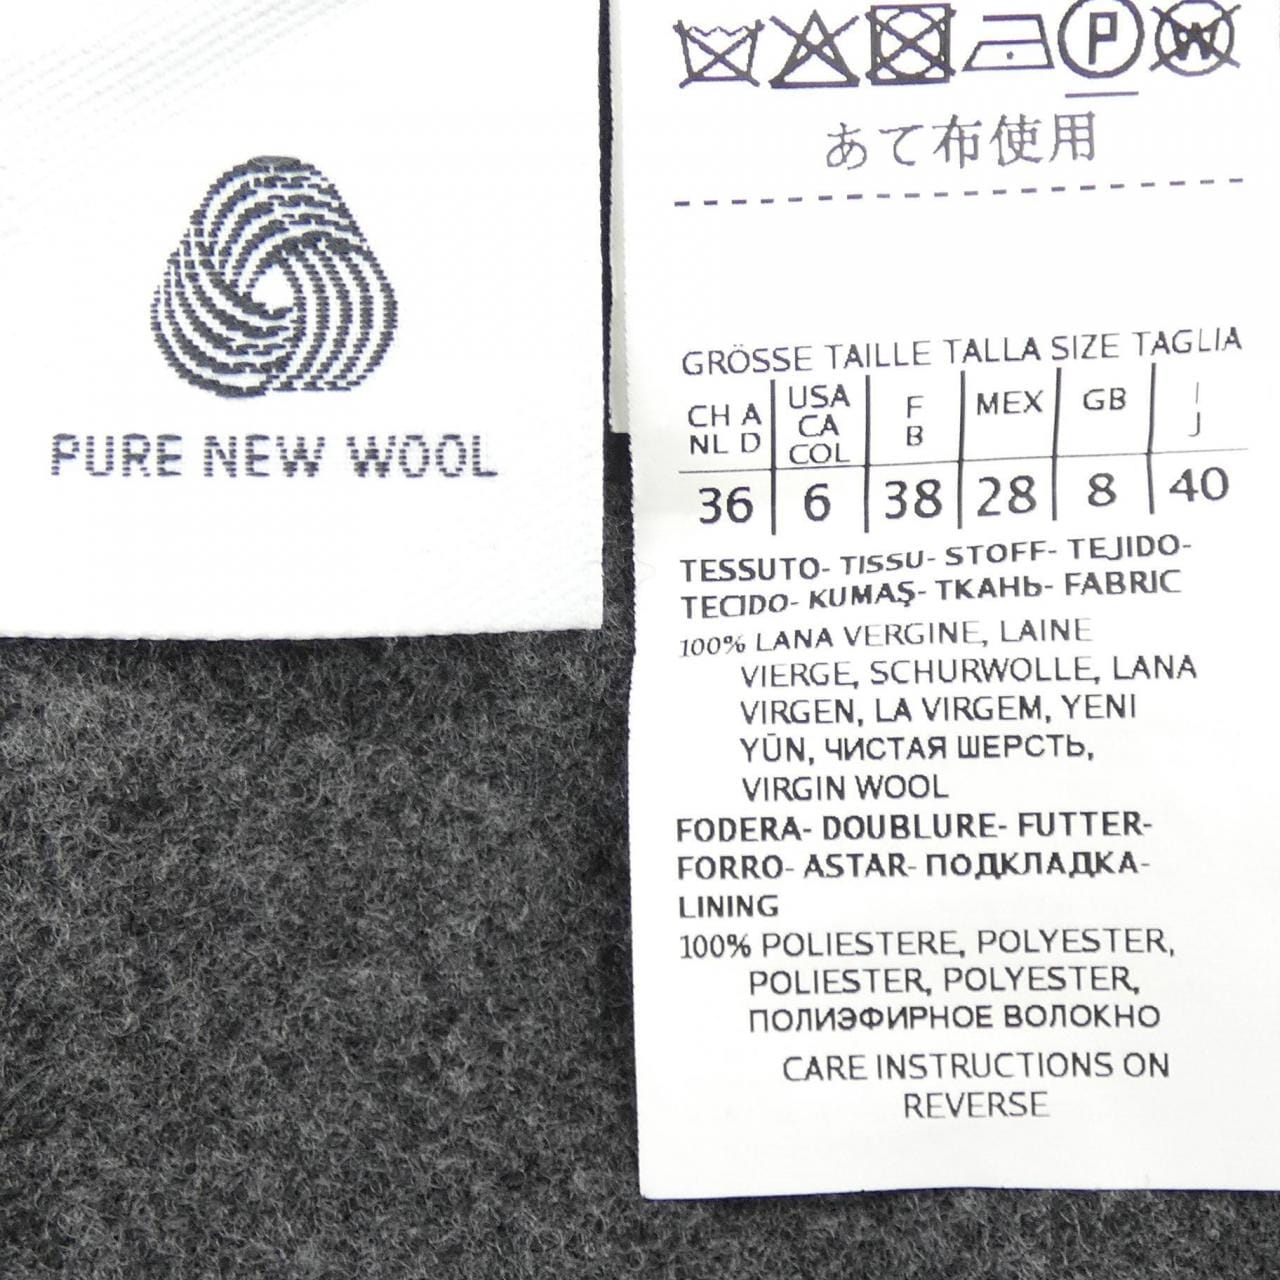 PURE NEW WOOL
P W
あて布使用
GRÖSSE TAILLE TALLA SIZE TAGLIA
CH A NL D USA CA COL F B MEX GB I J
36 6 38 28 8 40
TESSUTO- TISSU- STOFF- TEJIDO-
TECIDO- KUMAŞ- ТКАНЬ- FABRIC
100% LANA VERGINE, LAINE
VIERGE, SCHURWOLLE, LANA
VIRGEN, LA VIRGEM, YENI
YÜN, ЧИСТАЯ ШЕРСТЬ,
VIRGIN WOOL
FODERA- DOUBLURE- FUTTER-
FORRO- ASTAR- ПОДКЛАДКА-
LINING
100% POLIESTERE, POLYESTER,
POLIESTER, POLYESTER,
ПОЛИЭФИРНОЕ ВОЛОКНО
CARE INSTRUCTIONS ON
REVERSE